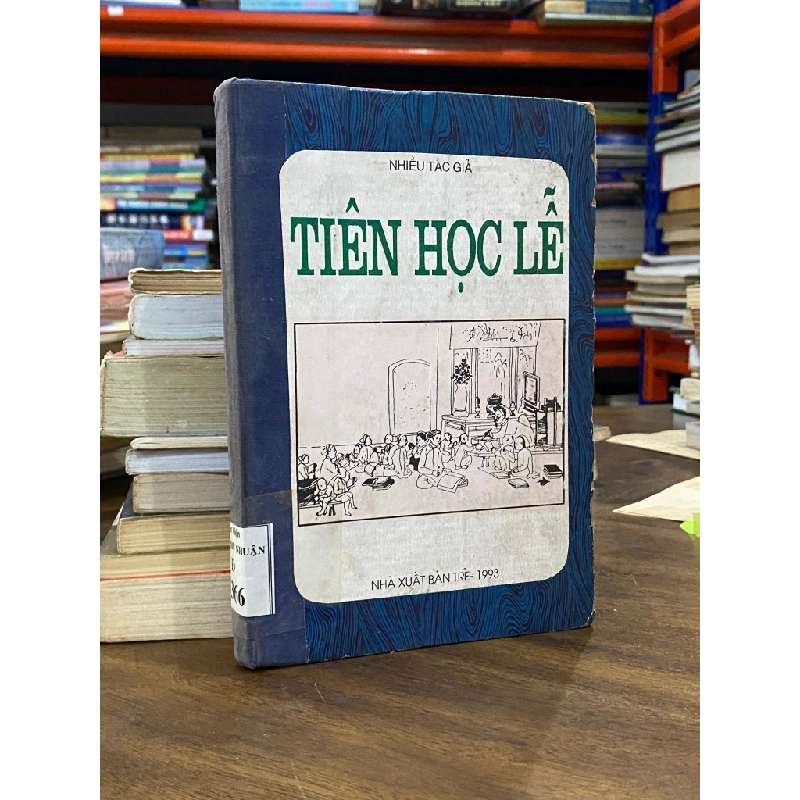 NHIỀU TÁC GIẢ
TIÊN HỌC LỄ
NHÀ XUẤT BẢN TRẺ - 1993